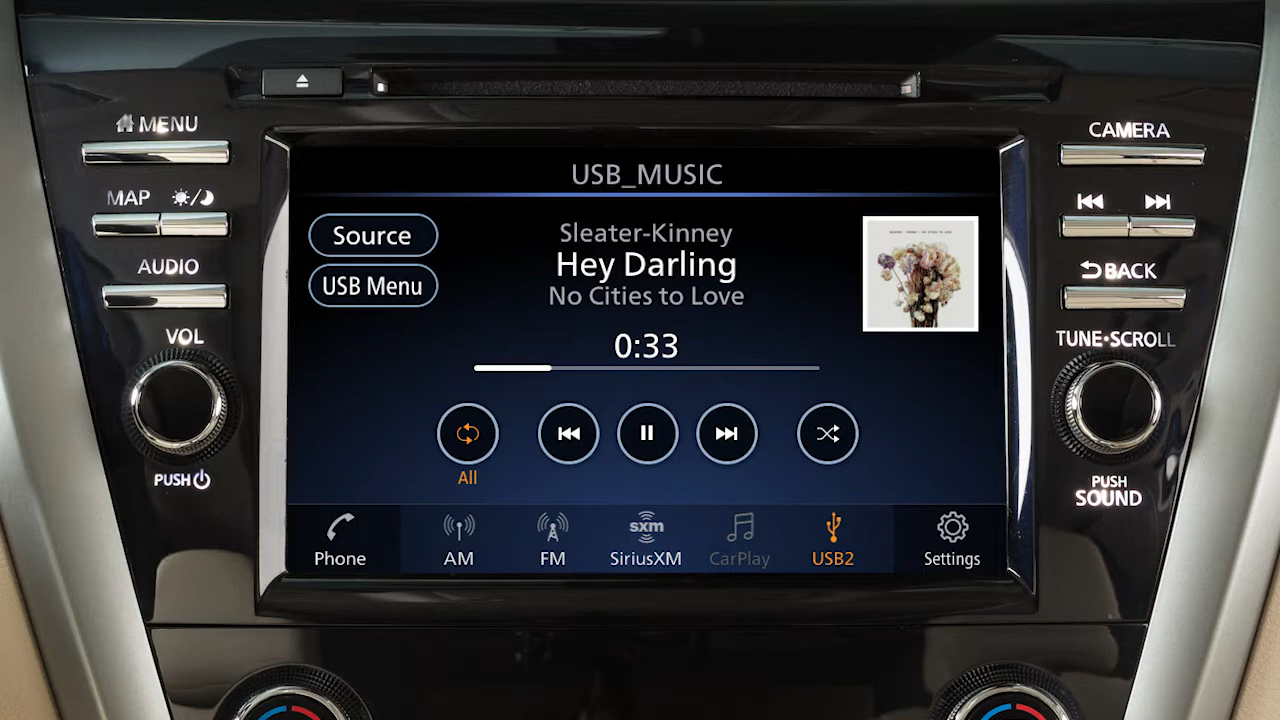 MENU
MAP
AUDIO
VOL
PUSH
USB_MUSIC
Source
USB Menu
Sleater-Kinney
Hey Darling
No Cities to Love
0:33
All
Phone
AM
FM
sxm
SiriusXM
CarPlay
USB2
Settings
CAMERA
BACK
TUNE•SCROLL
PUSH
SOUND